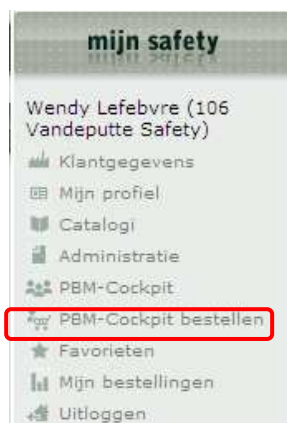 mijn safety
Wendy Lefebvre (106
Vandeputte Safety)
Klantgegevens
Mijn profiel
Catalogi
Administratie
PBM-Cockpit
PBM-Cockpit bestellen
Favorieten
Mijn bestellingen
Uitloggen